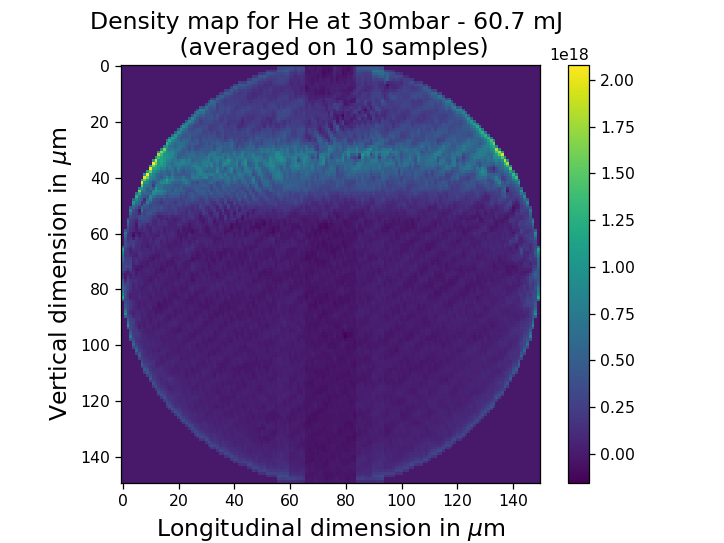 Density map for He at 30mbar - 60.7 mJ
(averaged on 10 samples)
1e18
0
20
40
60
80
100
120
140
Vertical dimension in μm
0 20 40 60 80 100 120 140
Longitudinal dimension in μm
2.00
1.75
1.50
1.25
1.00
0.75
0.50
0.25
0.00